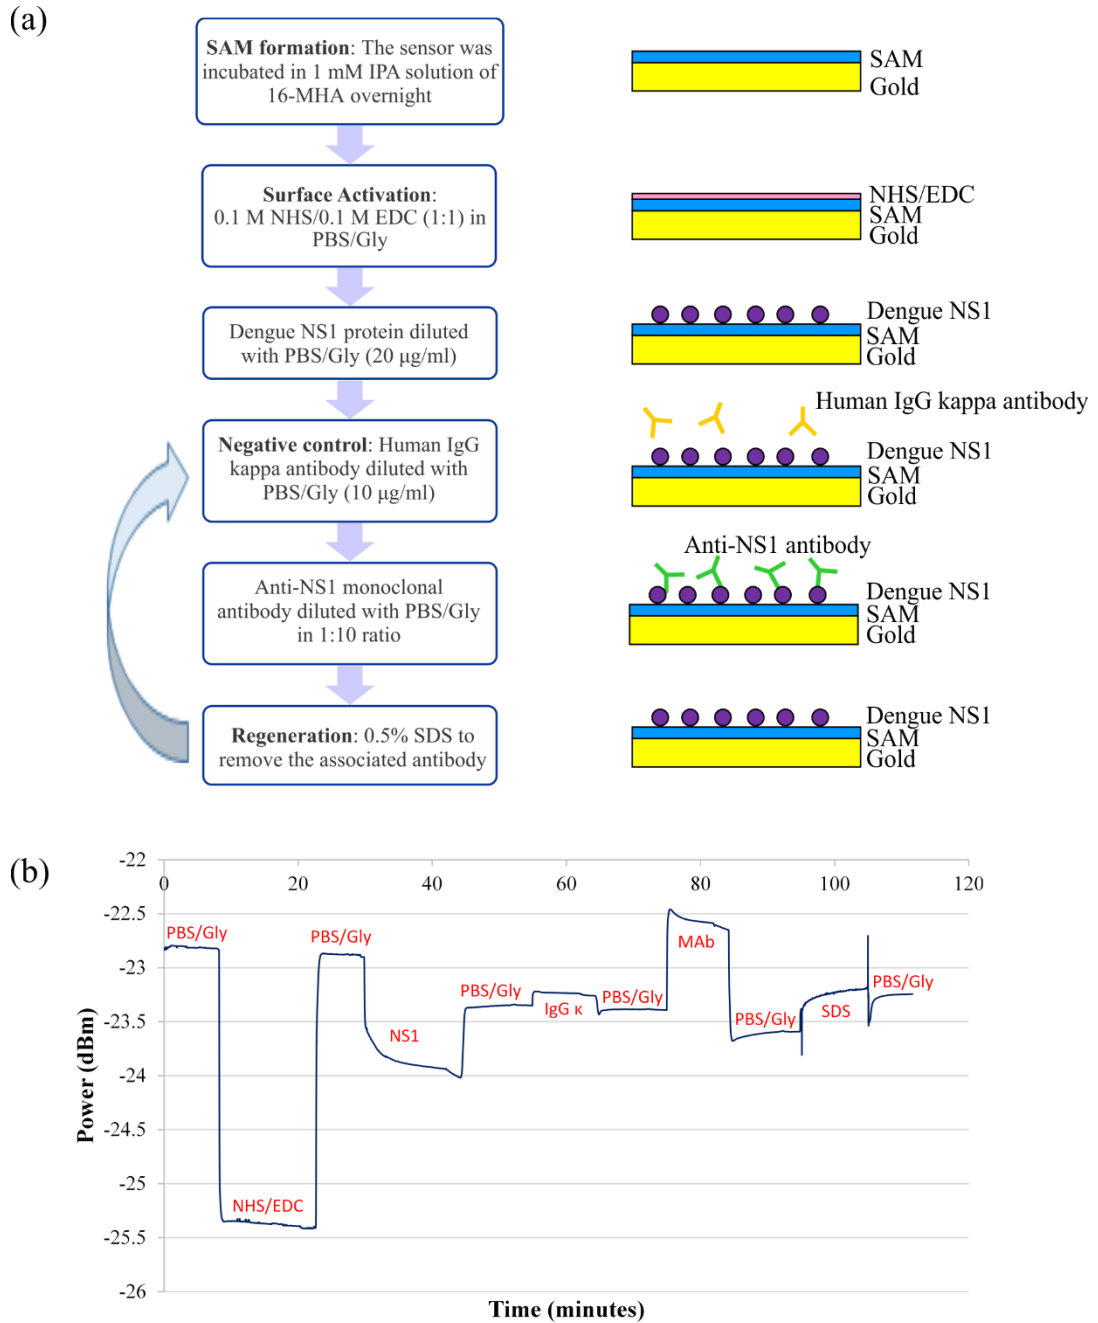 (a)
SAM formation: The sensor was
incubated in 1 mM IPA solution of
16-MHA overnight
SAM
Gold
Surface Activation:
0.1 M NHS/0.1 M EDC (1:1) in
PBS/Gly
NHS/EDC
SAM
Gold
Dengue NS1 protein diluted
with PBS/Gly (20 µg/ml)
Dengue NS1
SAM
Gold
Negative control: Human IgG
kappa antibody diluted with
PBS/Gly (10 µg/ml)
Human IgG kappa antibody
Dengue NS1
SAM
Gold
Anti-NS1 monoclonal
antibody diluted with PBS/Gly
in 1:10 ratio
Anti-NS1 antibody
Dengue NS1
SAM
Gold
Regeneration: 0.5% SDS to
remove the associated antibody
Dengue NS1
SAM
Gold
(b)
Power (dBm)
-22
-22.5
-23
-23.5
-24
-24.5
-25
-25.5
-26
0
20
40
60
80
100
120
PBS/Gly
NHS/EDC
PBS/Gly
NS1
PBS/Gly
IgG κ
PBS/Gly
MAb
PBS/Gly
SDS
PBS/Gly
Time (minutes)